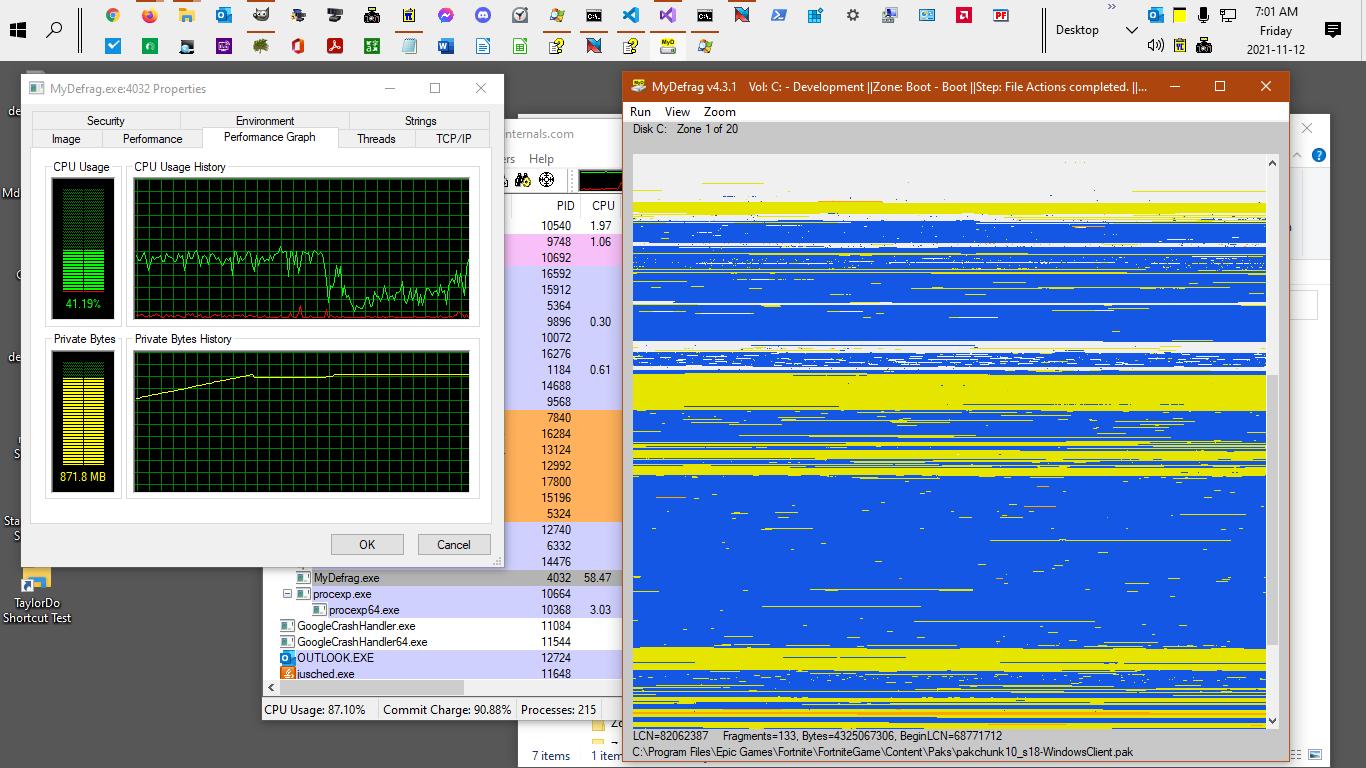 7:01 AM
Friday
2021-11-12
Desktop
MyDefrag.exe:4032 Properties
Security
Environment
Strings
Image
Performance
Performance Graph
Threads
TCP/IP
CPU Usage
CPU Usage History
41.19%
Private Bytes
Private Bytes History
871.8 MB
OK
Cancel
TaylorDo
Shortcut Test
nternals.com
ers Help
PID CPU
10540 1.97
9748 1.06
10692
16592
15912
5364
9896 0.30
10072
16276
1184 0.61
14688
9568
7840
16284
13124
12992
17800
15196
5324
12740
6332
14476
MyDefrag.exe 4032 58.47
procexp.exe 10664
procexp64.exe 10368 3.03
GoogleCrashHandler.exe 11084
GoogleCrashHandler64.exe 11544
OUTLOOK.EXE 12724
jusched.exe 11648
CPU Usage: 87.10% Commit Charge: 90.88% Processes: 215
7 items 1 item
MyDefrag v4.3.1 Vol: C: - Development ||Zone: Boot - Boot ||Step: File Actions completed. ||...
Run View Zoom
Disk C: Zone 1 of 20
LCN=82062387 Fragments=133, Bytes=4325067306, BeginLCN=68771712
C:\Program Files\Epic Games\Fortnite\FortniteGame\Content\Paks\pakchunk10_s18-WindowsClient.pak